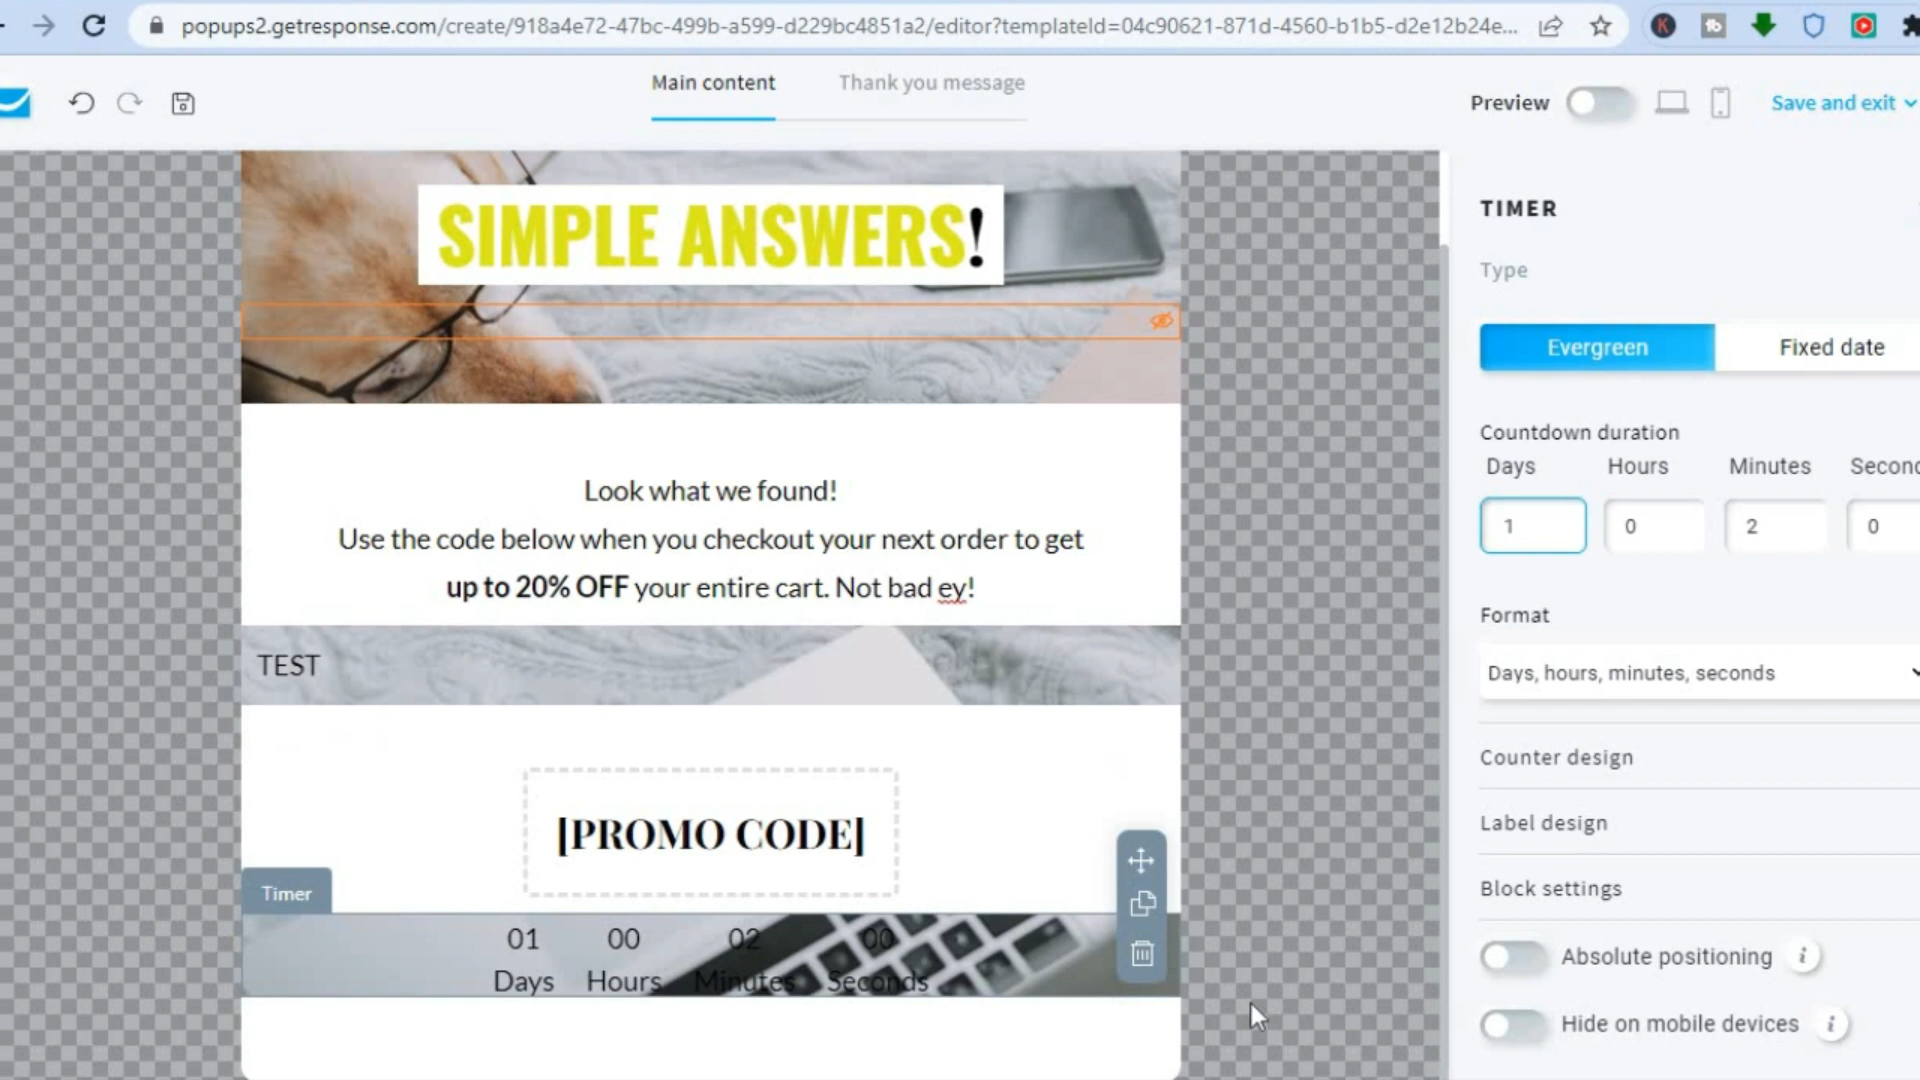 popups2.getresponse.com/create/918a4e72-47bc-499b-a599-d229bc4851a2/editor?templateId=04c90621-871d-4560-b1b5-d2e12b24e...
Main content
Thank you message
Preview
Save and exit
SIMPLE ANSWERS!
Look what we found!
Use the code below when you checkout your next order to get
up to 20% OFF your entire cart. Not bad ey!
TEST
[PROMO CODE]
Timer
01 00 02 00
Days Hours Minutes Seconds
TIMER
Type
Evergreen Fixed date
Countdown duration
Days Hours Minutes Secon
1 0 2 0
Format
Days, hours, minutes, seconds
Counter design
Label design
Block settings
Absolute positioning i
Hide on mobile devices i